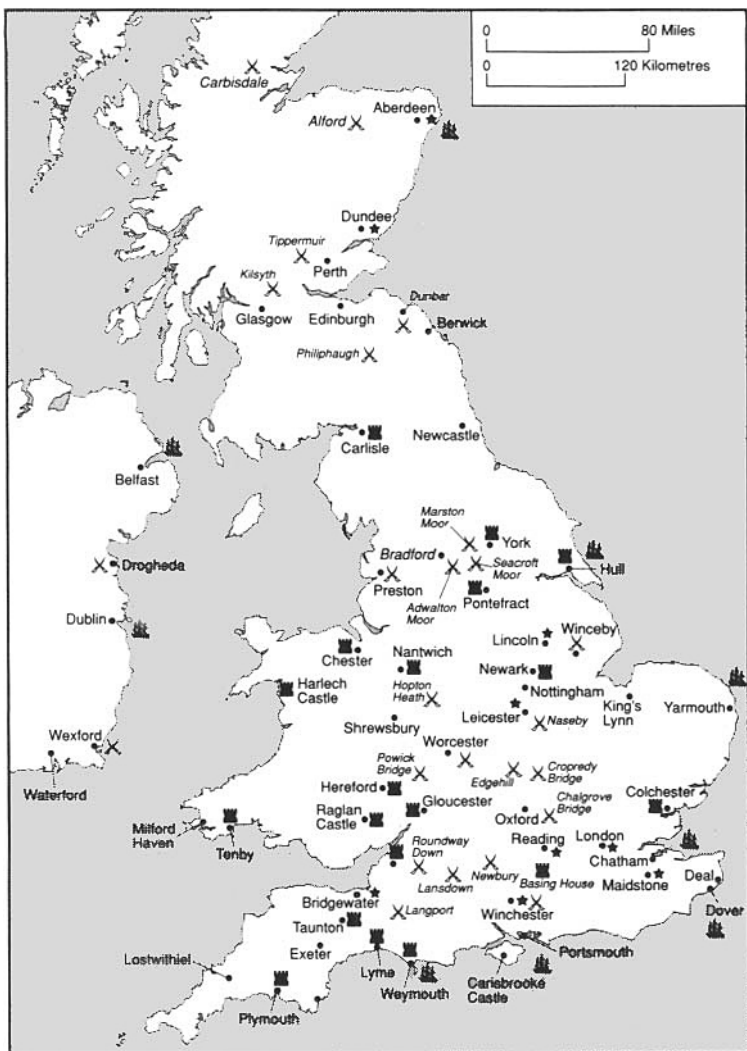 0 80 Miles
0 120 Kilometres
Carbisdale
Aberdeen
Alford
Dundee
Tippermuir
Perth
Kilsyth
Dunbar
Glasgow
Edinburgh
Berwick
Philiphaugh
Carlisle
Newcastle
Belfast
Marston
Moor
York
Bradford
Seacroft
Moor
Hull
Drogheda
Preston
Adwalton
Moor
Pontefract
Dublin
Lincoln
Winceby
Chester
Nantwich
Newark
Harlech
Castle
Hopton
Heath
Nottingham
King's
Lynn
Yarmouth
Leicester
Naseby
Shrewsbury
Wexford
Waterford
Worcester
Powick
Bridge
Edgehill
Cropredy
Bridge
Hereford
Colchester
Gloucester
Chalgrove
Bridge
Raglan
Castle
Oxford
Milford
Haven
Tenby
Roundway
Down
Reading
London
Chatham
Lansdown
Newbury
Basing House
Maidstone
Deal
Dover
Bridgewater
Langport
Winchester
Taunton
Portsmouth
Exeter
Lostwithiel
Lyme
Weymouth
Carisbrooke
Castle
Plymouth